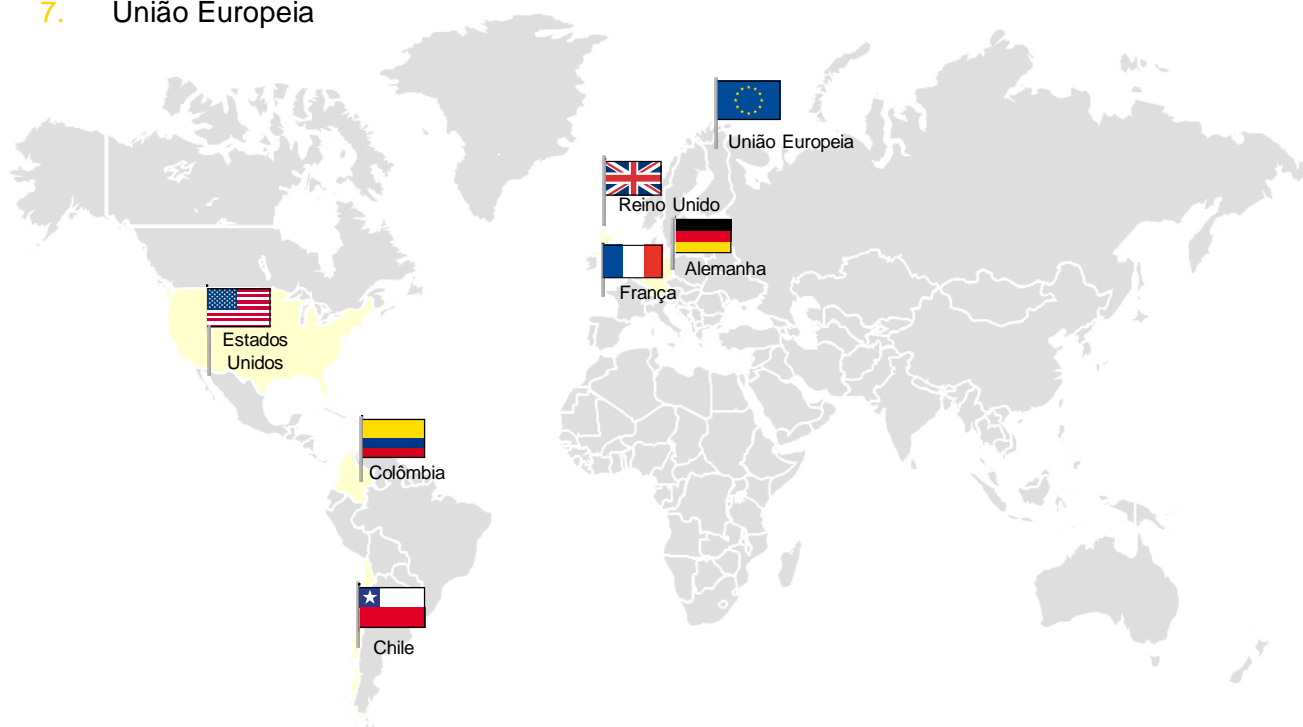 7. União Europeia
União Europeia
Reino Unido
Alemanha
França
Estados
Unidos
Colômbia
Chile